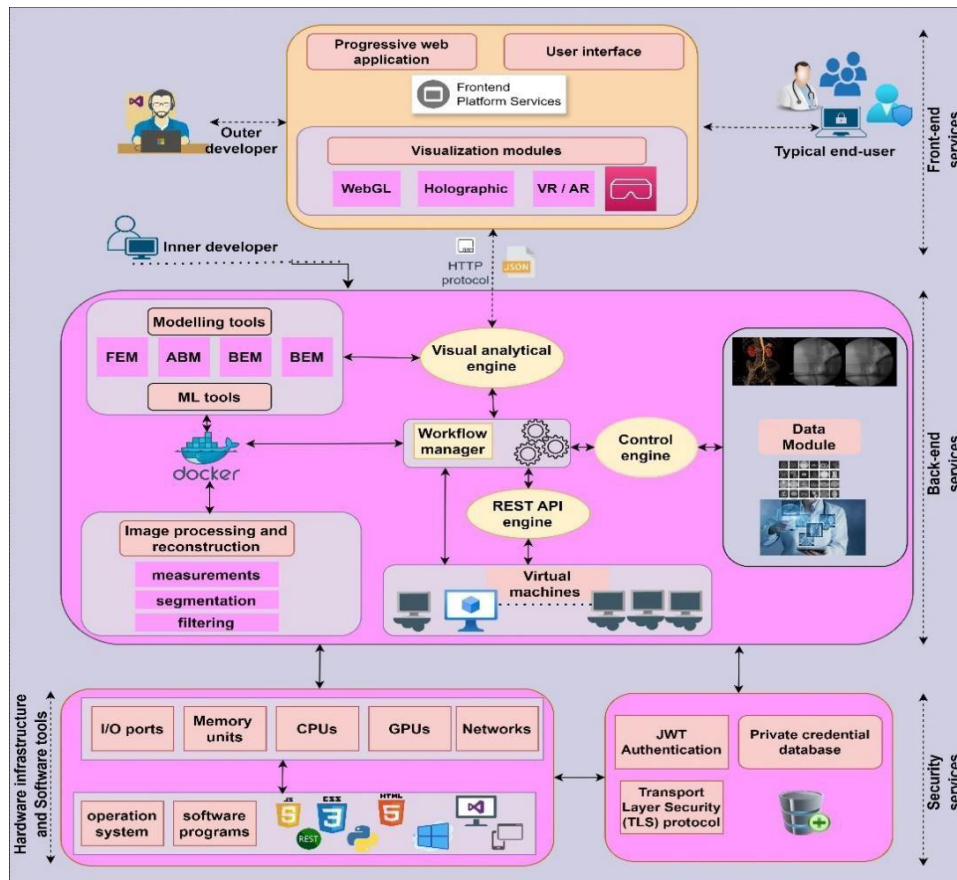 Progressive web
application
User interface
Frontend
Platform Services
Outer
developer
Typical end-user
Front-end
services
Visualization modules
WebGL
Holographic
VR / AR
Inner developer
HTTP
protocol
JSON
Modelling tools
FEM
ABM
BEM
BEM
ML tools
Visual analytical
engine
docker
Workflow
manager
Control
engine
Data
Module
Back-end
services
REST API
engine
Image processing and
reconstruction
measurements
segmentation
filtering
Virtual
machines
Hardware infrastructure
and Software tools
I/O ports
Memory
units
CPUs
GPUs
Networks
operation
system
software
programs
JS
5
REST
CSS
3
HTML
5
JWT
Authentication
Private credential
database
Transport
Layer Security
(TLS) protocol
Security
services